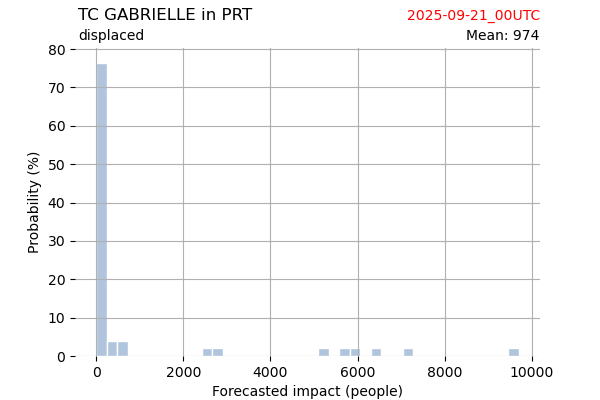 TC GABRIELLE in PRT
2025-09-21_00UTC
displaced
Mean: 974
80
70
60
50
40
30
20
10
0
Probability (%)
0 2000 4000 6000 8000 10000
Forecasted impact (people)